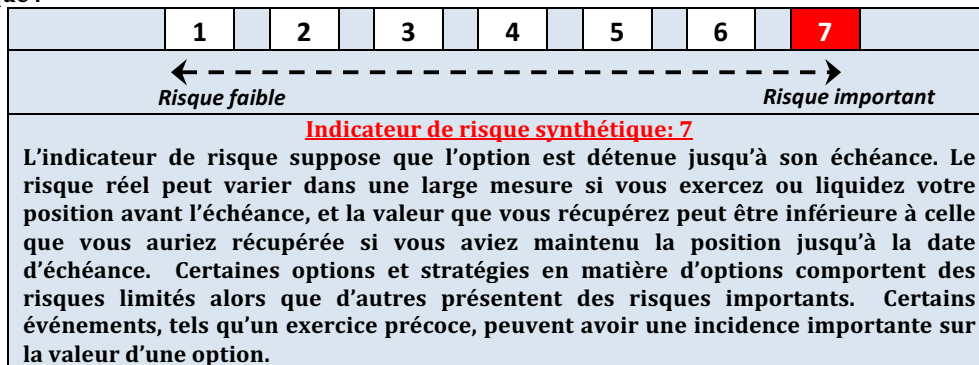 1 2 3 4 5 6 7
Risque faible Risque important
Indicateur de risque synthétique: 7
L’indicateur de risque suppose que l’option est détenue jusqu’à son échéance. Le
risque réel peut varier dans une large mesure si vous exercez ou liquidez votre
position avant l’échéance, et la valeur que vous récupérez peut être inférieure à celle
que vous auriez récupérée si vous aviez maintenu la position jusqu’à la date
d’échéance. Certaines options et stratégies en matière d’options comportent des
risques limités alors que d’autres présentent des risques importants. Certains
événements, tels qu’un exercice précoce, peuvent avoir une incidence importante sur
la valeur d’une option.